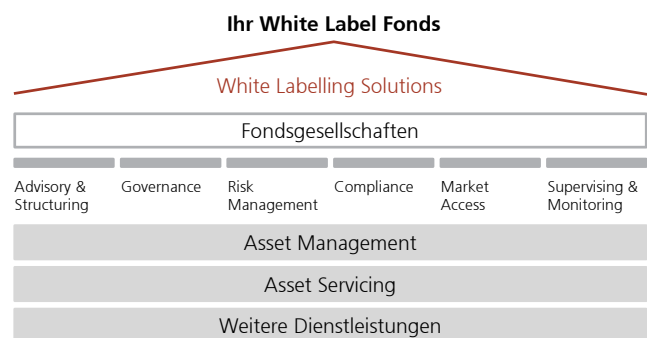 Ihr White Label Fonds
White Labelling Solutions
Fondsgesellschaften
Advisory &
Structuring
Governance
Risk
Management
Compliance
Market
Access
Supervising &
Monitoring
Asset Management
Asset Servicing
Weitere Dienstleistungen